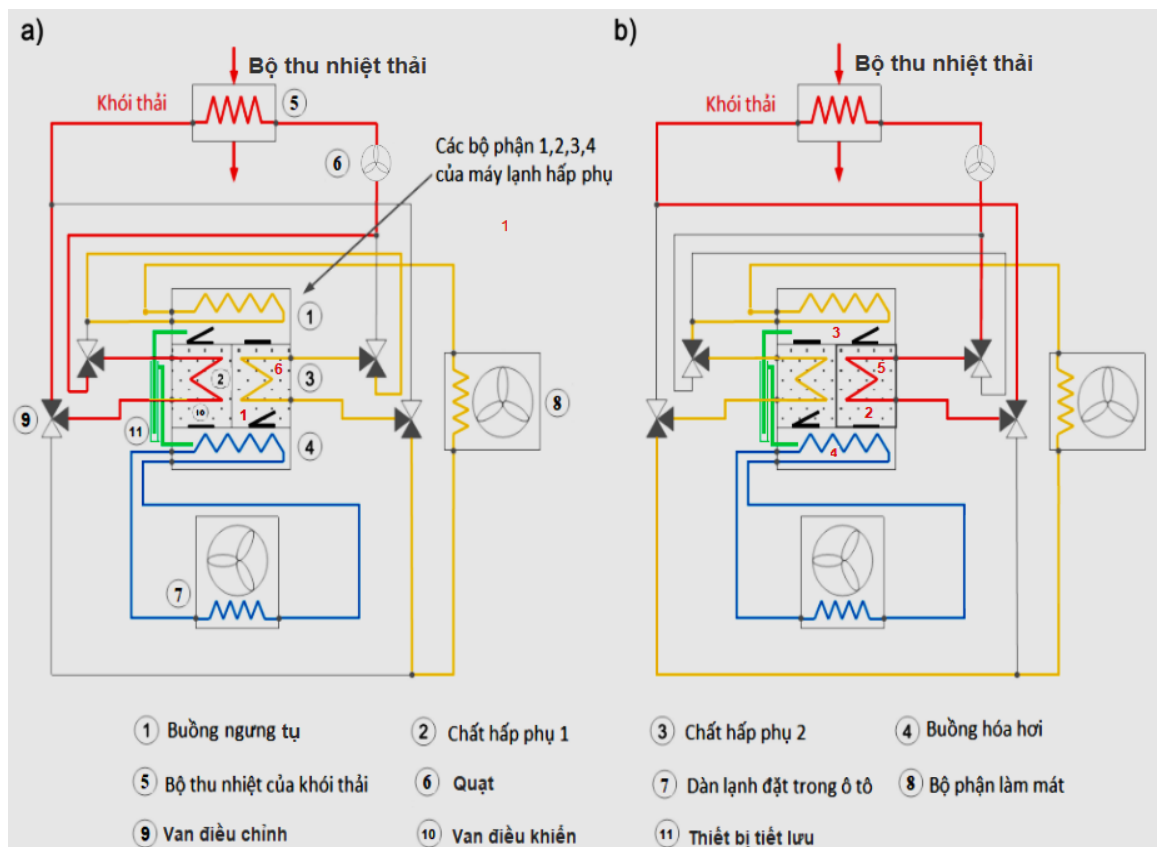 a)
b)
Bộ thu nhiệt thải
Khói thải
5
6
Các bộ phận 1,2,3,4
của máy lạnh hấp phụ
1
1
2
6
3
10
1
9
11
4
8
7
Bộ thu nhiệt thải
Khói thải
3
5
2
4
1 Buồng ngưng tụ
2 Chất hấp phụ 1
3 Chất hấp phụ 2
4 Buồng hóa hơi
5 Bộ thu nhiệt của khói thải
6 Quạt
7 Dàn lạnh đặt trong ô tô
8 Bộ phận làm mát
9 Van điều chỉnh
10 Van điều khiển
11 Thiết bị tiết lưu